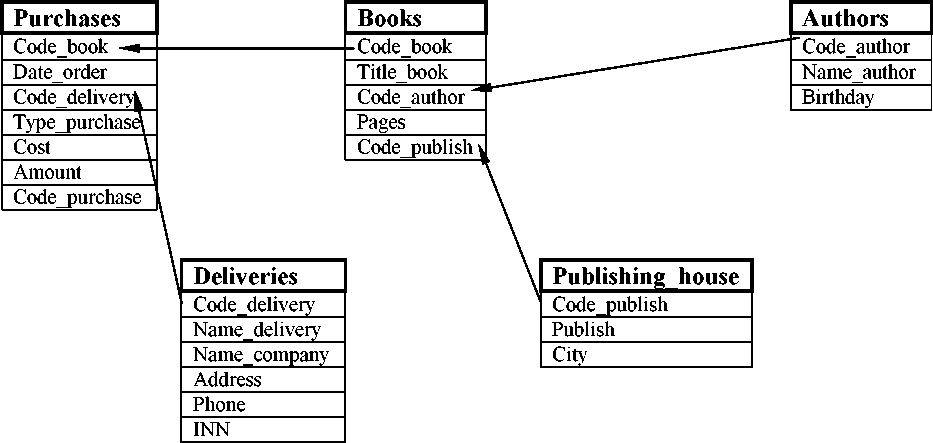 Purchases
Code_book
Date_order
Code_delivery
Type_purchase
Cost
Amount
Code_purchase
Books
Code_book
Title_book
Code_author
Pages
Code_publish
Authors
Code_author
Name_author
Birthday
Deliveries
Code_delivery
Name_delivery
Name_company
Address
Phone
INN
Publishing_house
Code_publish
Publish
City